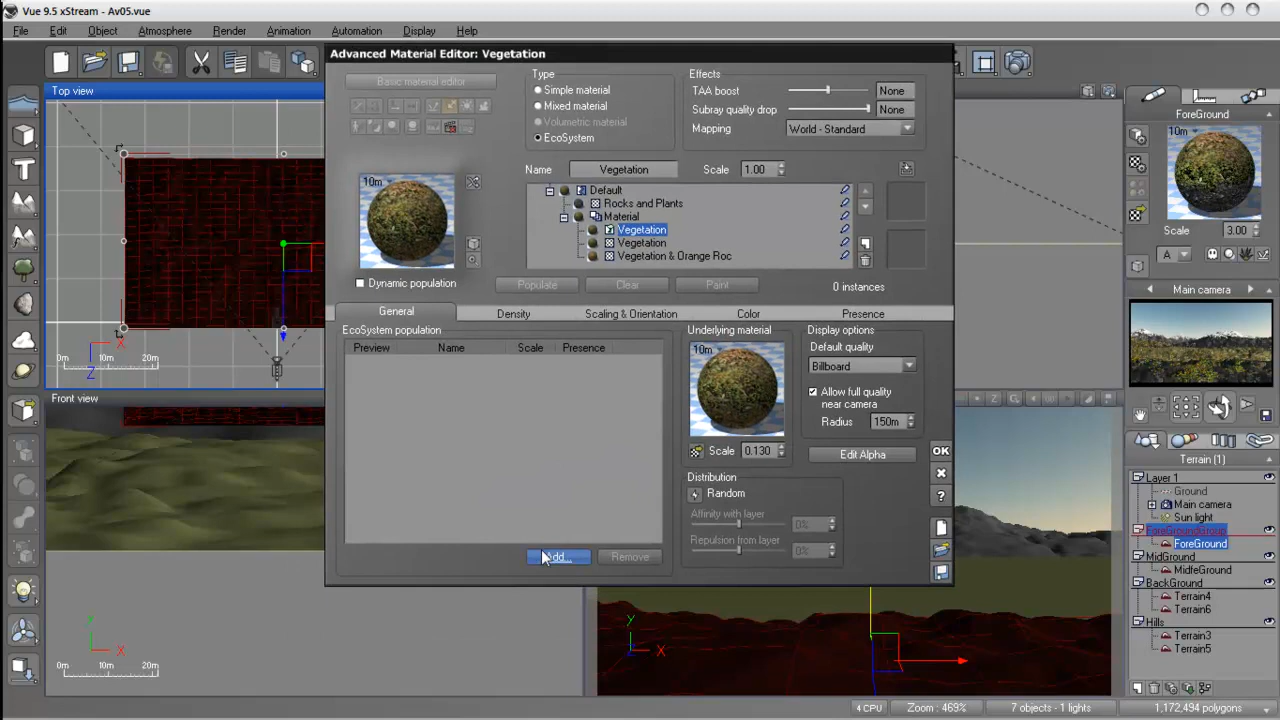 Vue 9.5 xStream - Av05.vue
File Edit Object Atmosphere Render Animation Automation Display Help
Advanced Material Editor: Vegetation
Basic material editor
Type
Simple material
Mixed material
Volumetric material
EcoSystem
Effects
TAA boost None
Subray quality drop None
Mapping World - Standard
Name Vegetation Scale 1.00
10m
Default
Rocks and Plants
Material
Vegetation
Vegetation
Vegetation & Orange Roc
Dynamic population
Populate Clear Paint 0 instances
General Density Scaling & Orientation Color Presence
EcoSystem population
Preview Name Scale Presence
Add...
Remove
Underlying material
10m
Scale 0.130
Display options
Default quality
Billboard
Allow full quality
near camera
Radius 150m
Edit Alpha
Distribution
Random
Affinity with layer
0%
Repulsion from layer
0%
OK
?
Top view
X
Z
0m 10m 20m
Front view
Y
X
0m 10m 20m
Y
X
ForeGround
10m
Scale 3.00
A
Main camera
Terrain (1)
Layer 1
Ground
Main camera
Sun light
ForeGroundGroup
ForeGround
MidGround
MidfeGround
BackGround
Terrain4
Terrain6
Hills
Terrain3
Terrain5
4 CPU Zoom : 469% 7 objects - 1 lights 1,172,494 polygons